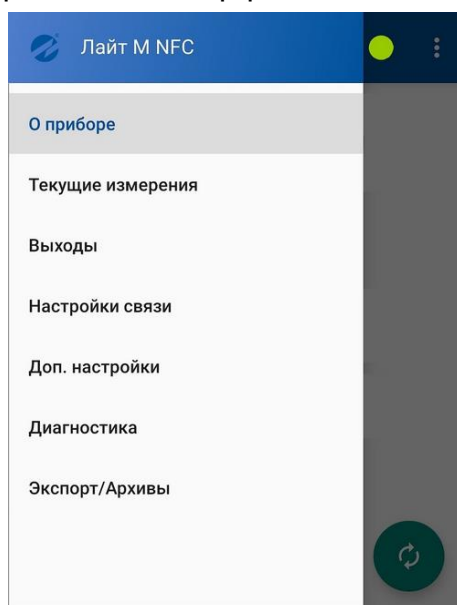 Лайт М NFC
О приборе
Текущие измерения
Выходы
Настройки связи
Доп. настройки
Диагностика
Экспорт/Архивы